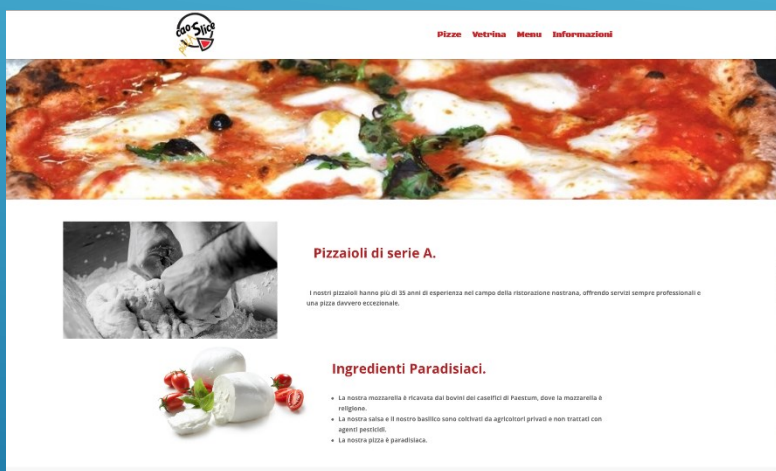 cao Slice
Pizze Vetrina Menu Informazioni
Pizzaioli di serie A.
I nostri pizzaioli hanno più di 35 anni di esperienza nel campo della ristorazione nostrana, offrendo servizi sempre professionali e
una pizza davvero eccezionale.
Ingredienti Paradisiaci.
La nostra mozzarella è ricavata dai bovini dei caseifici di Paestum, dove la mozzarella è
religione.
La nostra salsa e il nostro basilico sono coltivati da agricoltori privati e non trattati con
agenti pesticidi.
La nostra pizza è paradisiaca.